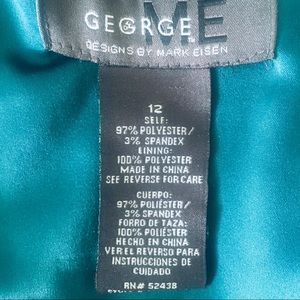 ME
GEORGE
DESIGNS BY MARK EISEN
12
SELF:
97% POLYESTER/
3% SPANDEX
LINING:
100% POLYESTER
MADE IN CHINA
SEE REVERSE FOR CARE
CUERPO:
97% POLIÉSTER/
3% SPANDEX
FORRO DE TAZA:
100% POLIÉSTER
HECHO EN CHINA
VER EL REVERSO PARA
INSTRUCCIONES DE
CUIDADO
RN# 52438